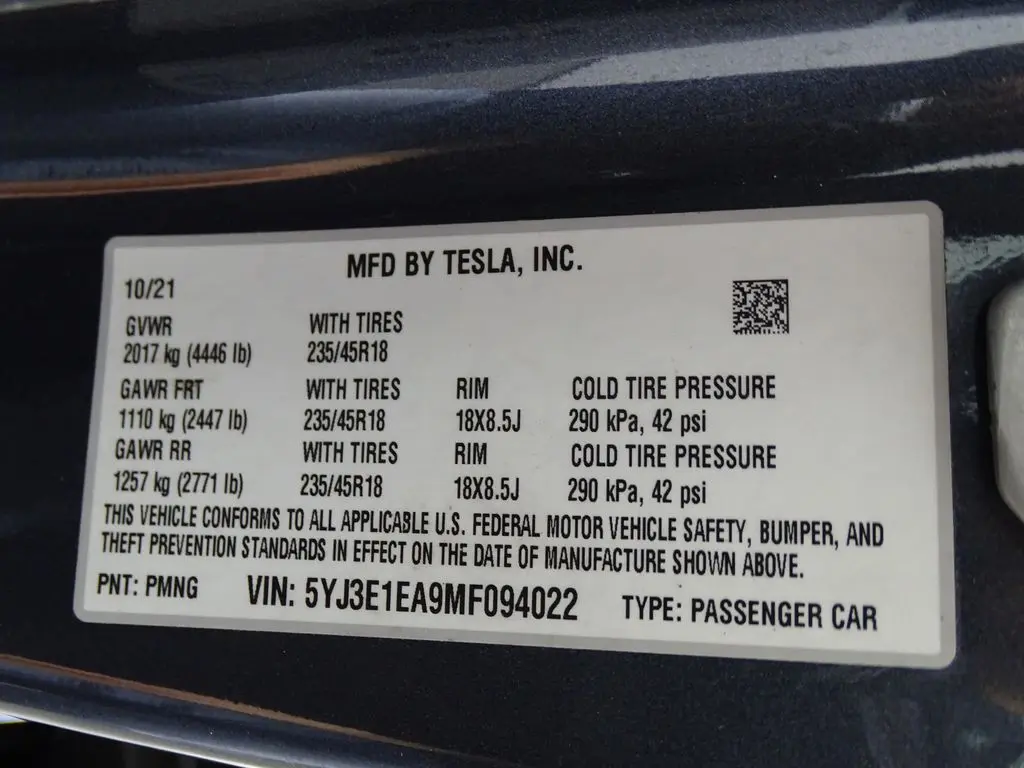 MFD BY TESLA, INC.
10/21
GVWR WITH TIRES
2017 kg (4446 lb) 235/45R18
GAWR FRT WITH TIRES RIM COLD TIRE PRESSURE
1110 kg (2447 lb) 235/45R18 18X8.5J 290 kPa, 42 psi
GAWR RR WITH TIRES RIM COLD TIRE PRESSURE
1257 kg (2771 lb) 235/45R18 18X8.5J 290 kPa, 42 psi
THIS VEHICLE CONFORMS TO ALL APPLICABLE U.S. FEDERAL MOTOR VEHICLE SAFETY, BUMPER, AND
THEFT PREVENTION STANDARDS IN EFFECT ON THE DATE OF MANUFACTURE SHOWN ABOVE.
PNT: PMNG VIN: 5YJ3E1EA9MF094022 TYPE: PASSENGER CAR